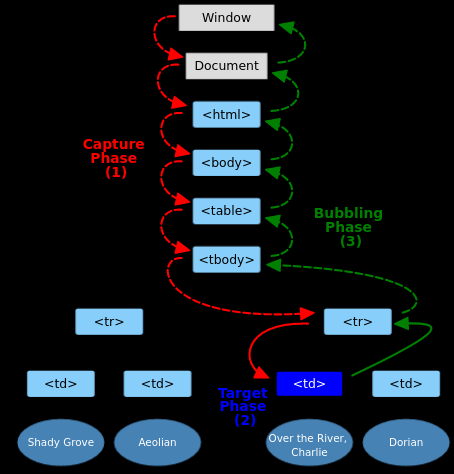 Window
Document
<html>
Capture
Phase
(1)
<body>
<table>
Bubbling
Phase
(3)
<tbody>
<tr>
<tr>
<td>
<td>
<td>
<td>
Target
Phase
(2)
Shady Grove
Aeolian
Over the River,
Charlie
Dorian